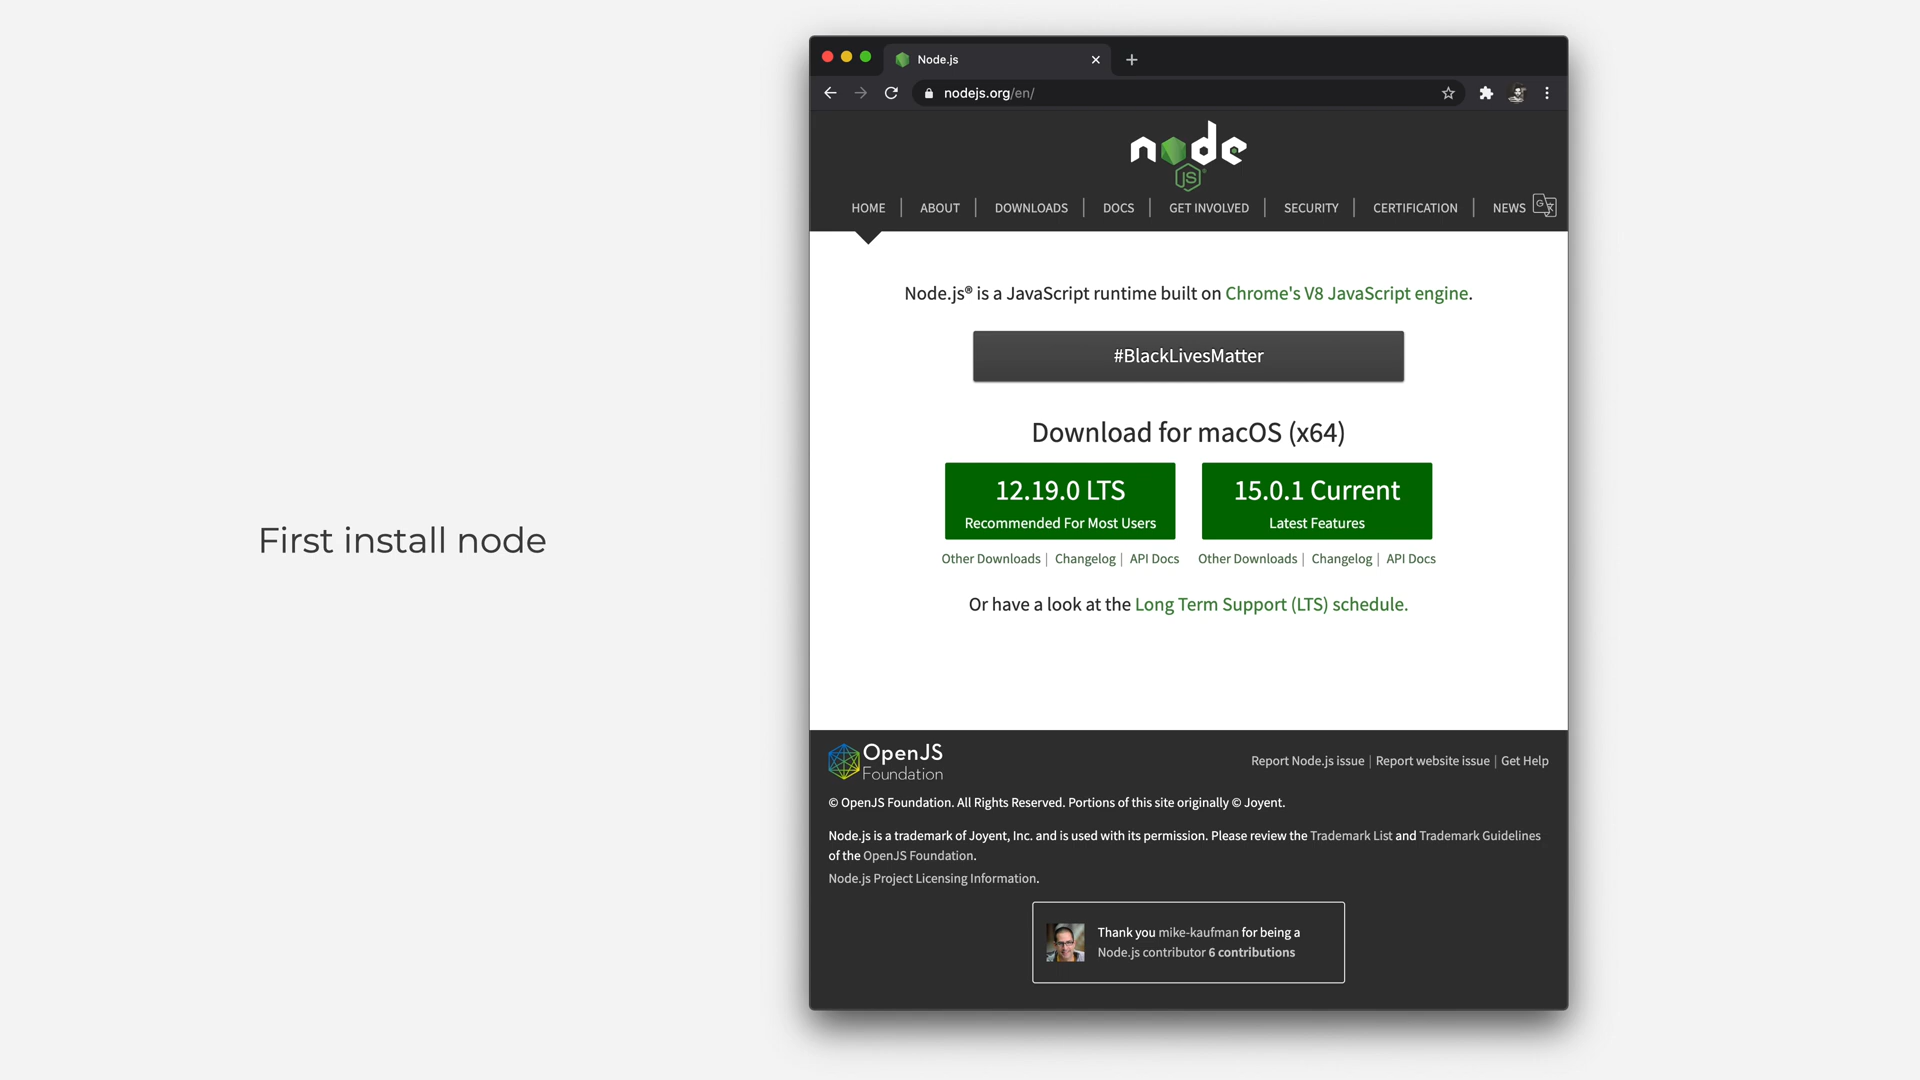 First install node
Node.js
nodejs.org/en/
node
JS
HOME | ABOUT | DOWNLOADS | DOCS | GET INVOLVED | SECURITY | CERTIFICATION | NEWS
Node.js® is a JavaScript runtime built on Chrome's V8 JavaScript engine.
#BlackLivesMatter
Download for macOS (x64)
12.19.0 LTS
Recommended For Most Users
15.0.1 Current
Latest Features
Other Downloads | Changelog | API Docs
Other Downloads | Changelog | API Docs
Or have a look at the Long Term Support (LTS) schedule.
OpenJS
Foundation
Report Node.js issue | Report website issue | Get Help
© OpenJS Foundation. All Rights Reserved. Portions of this site originally © Joyent.
Node.js is a trademark of Joyent, Inc. and is used with its permission. Please review the Trademark List and Trademark Guidelines
of the OpenJS Foundation.
Node.js Project Licensing Information.
Thank you mike-kaufman for being a
Node.js contributor 6 contributions